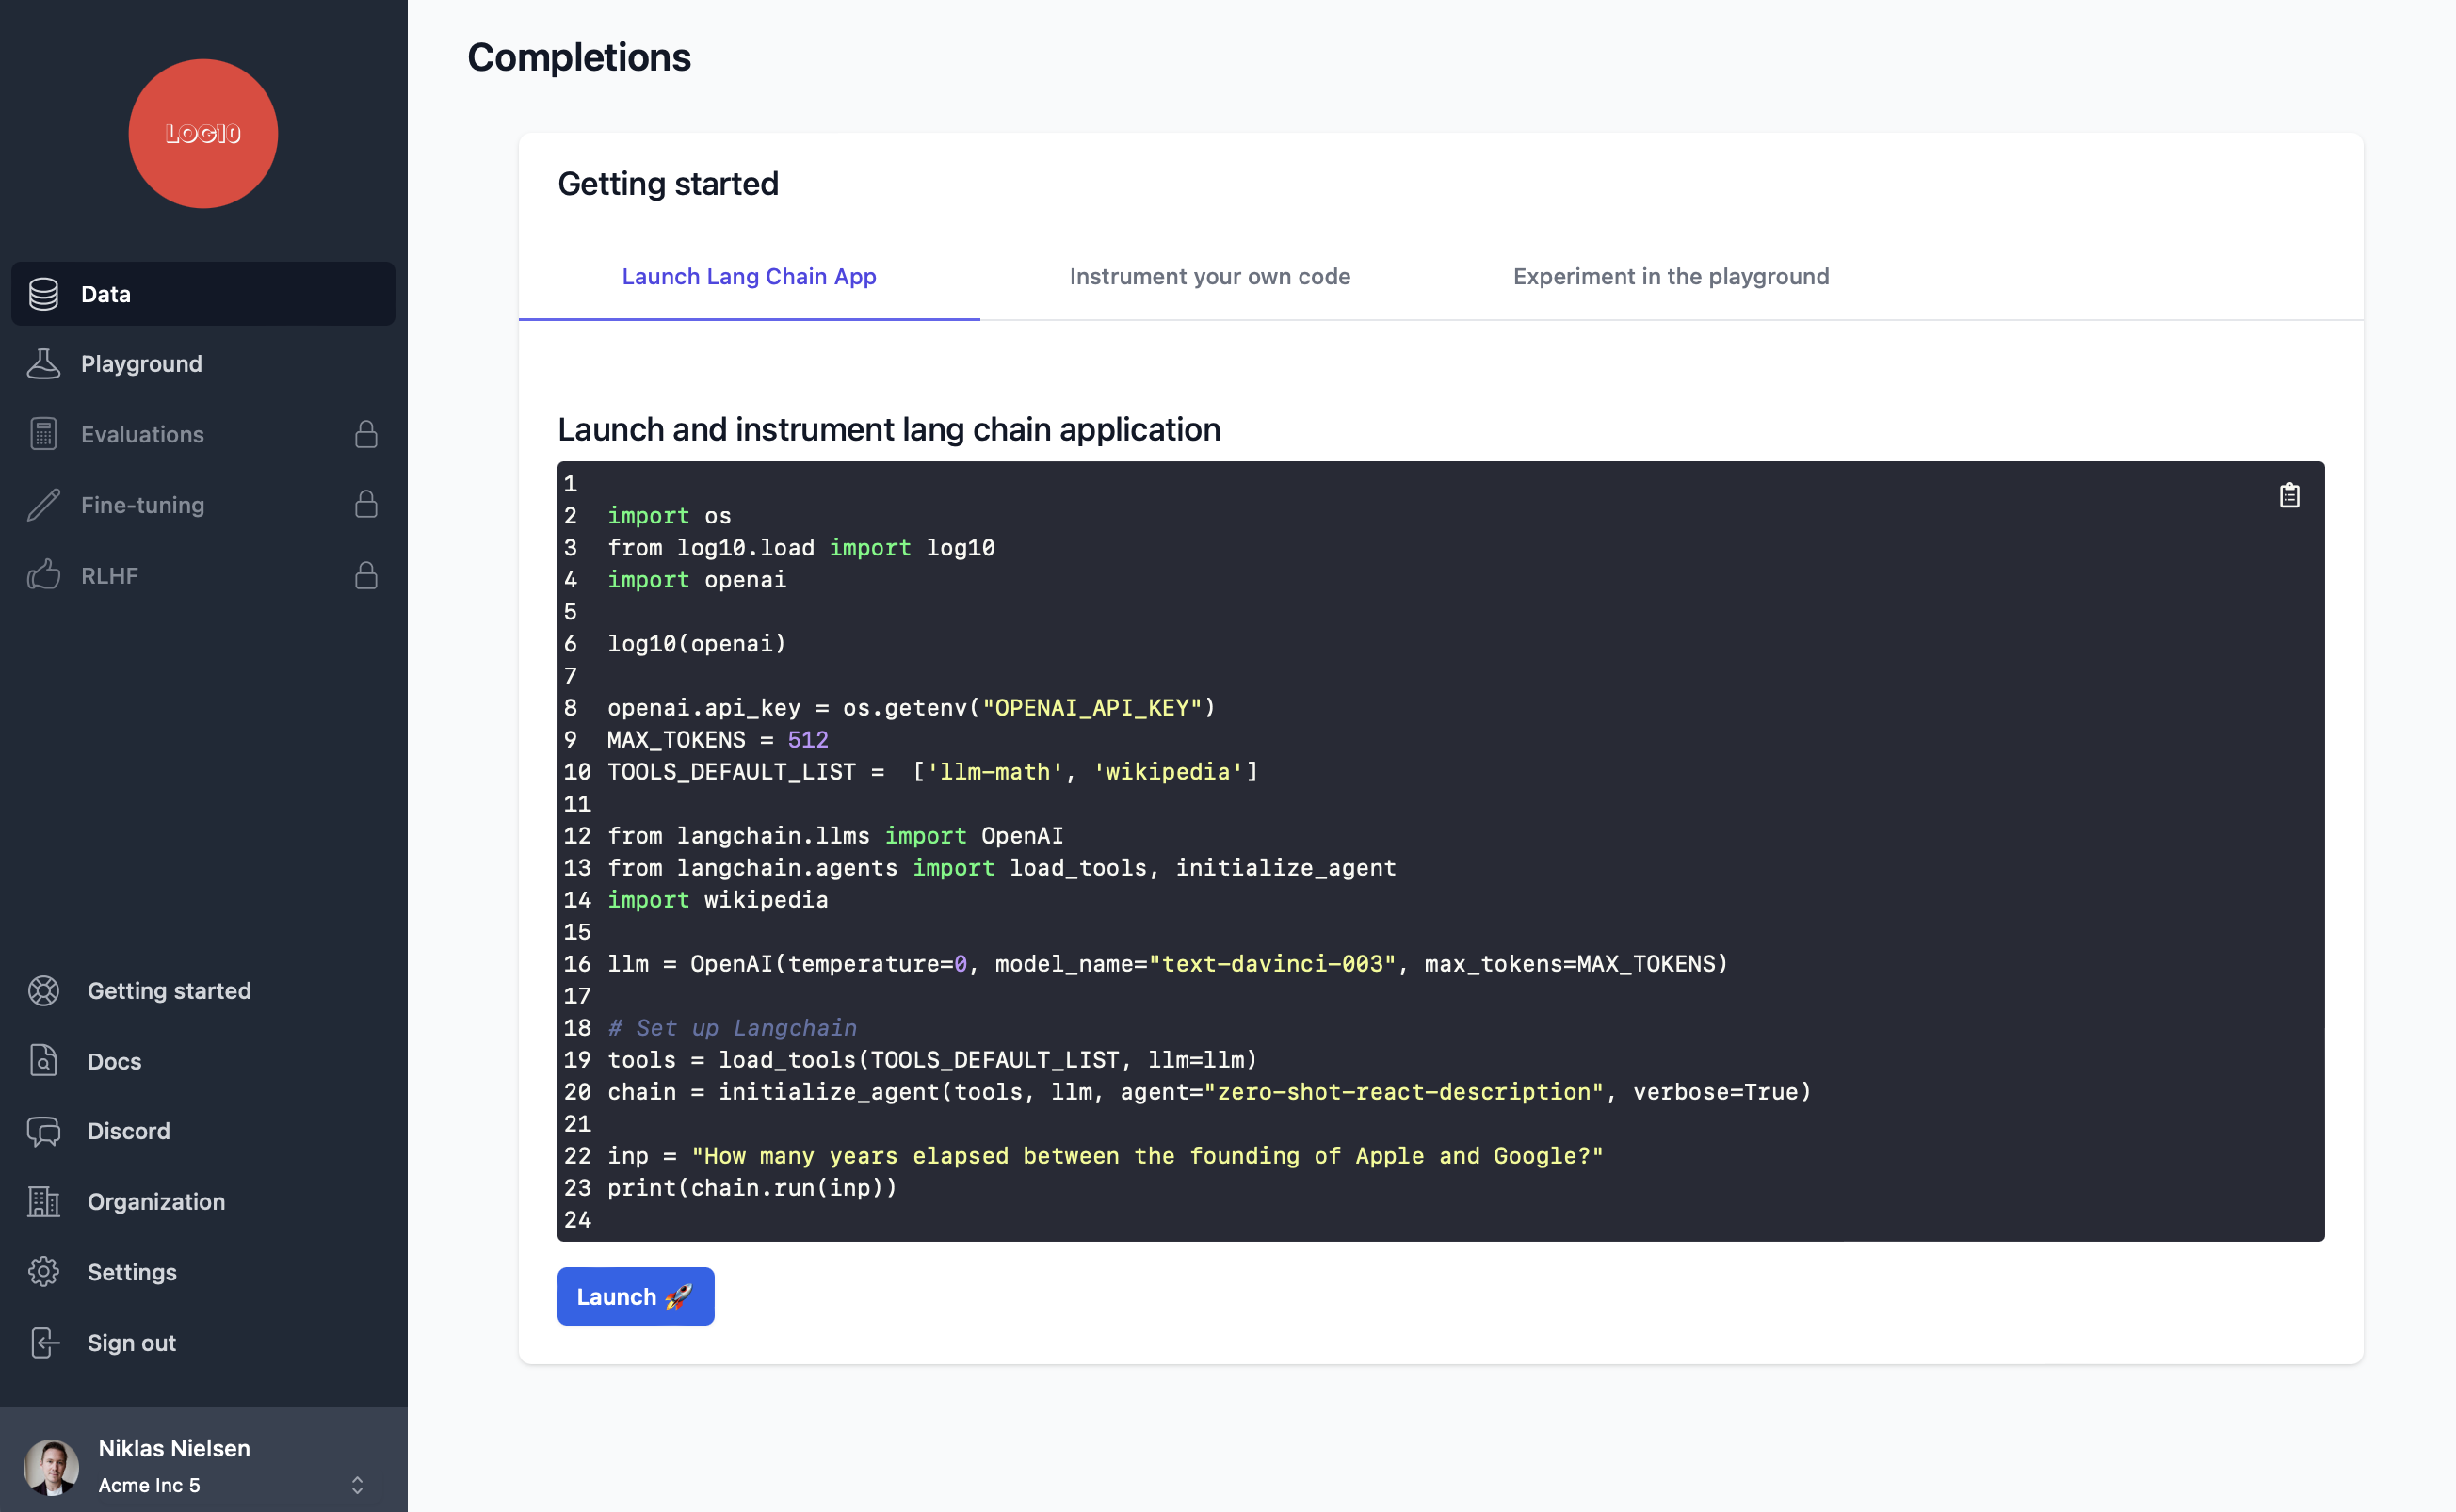 LOG10
Data
Playground
Evaluations
Fine-tuning
RLHF
Getting started
Docs
Discord
Organization
Settings
Sign out
Niklas Nielsen
Acme Inc 5
Completions
Getting started
Launch Lang Chain App
Instrument your own code
Experiment in the playground
Launch and instrument lang chain application
1
2 import os
3 from log10.load import log10
4 import openai
5
6 log10(openai)
7
8 openai.api_key = os.getenv("OPENAI_API_KEY")
9 MAX_TOKENS = 512
10 TOOLS_DEFAULT_LIST =  ['llm-math', 'wikipedia']
11
12 from langchain.llms import OpenAI
13 from langchain.agents import load_tools, initialize_agent
14 import wikipedia
15
16 llm = OpenAI(temperature=0, model_name="text-davinci-003", max_tokens=MAX_TOKENS)
17
18 # Set up Langchain
19 tools = load_tools(TOOLS_DEFAULT_LIST, llm=llm)
20 chain = initialize_agent(tools, llm, agent="zero-shot-react-description", verbose=True)
21
22 inp = "How many years elapsed between the founding of Apple and Google?"
23 print(chain.run(inp))
24
Launch 🚀